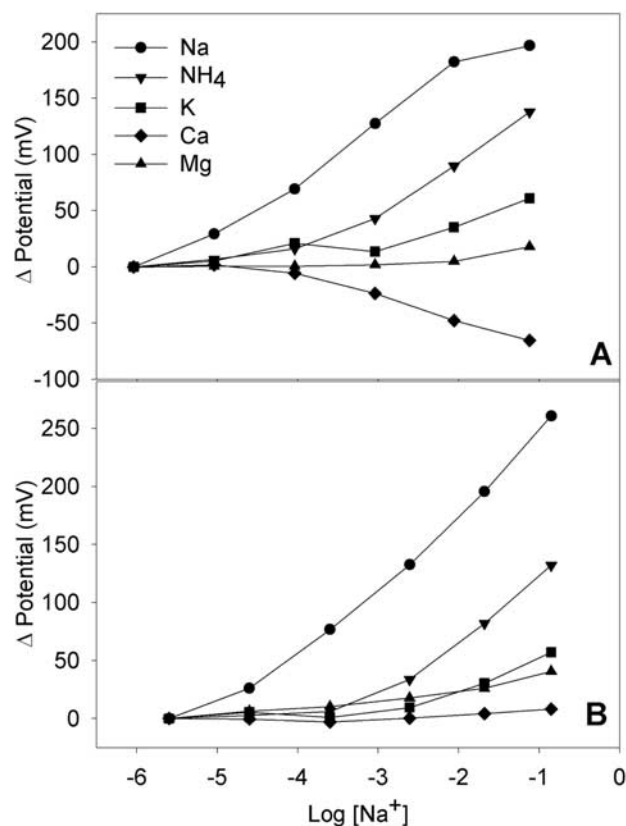 200
150
100
50
0
-50
-100
Δ Potential (mV)
Na
NH₄
K
Ca
Mg
A
250
200
150
100
50
0
Δ Potential (mV)
B
-6 -5 -4 -3 -2 -1 0
Log [Na⁺]